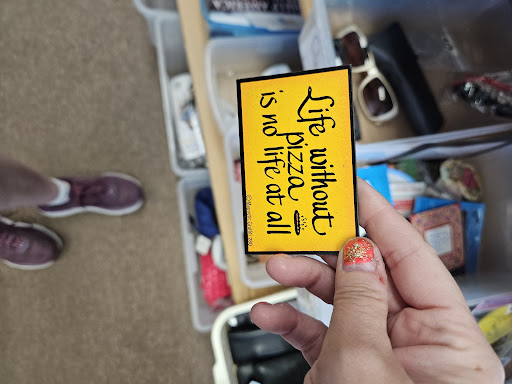 Life without
pizza
is no life at all